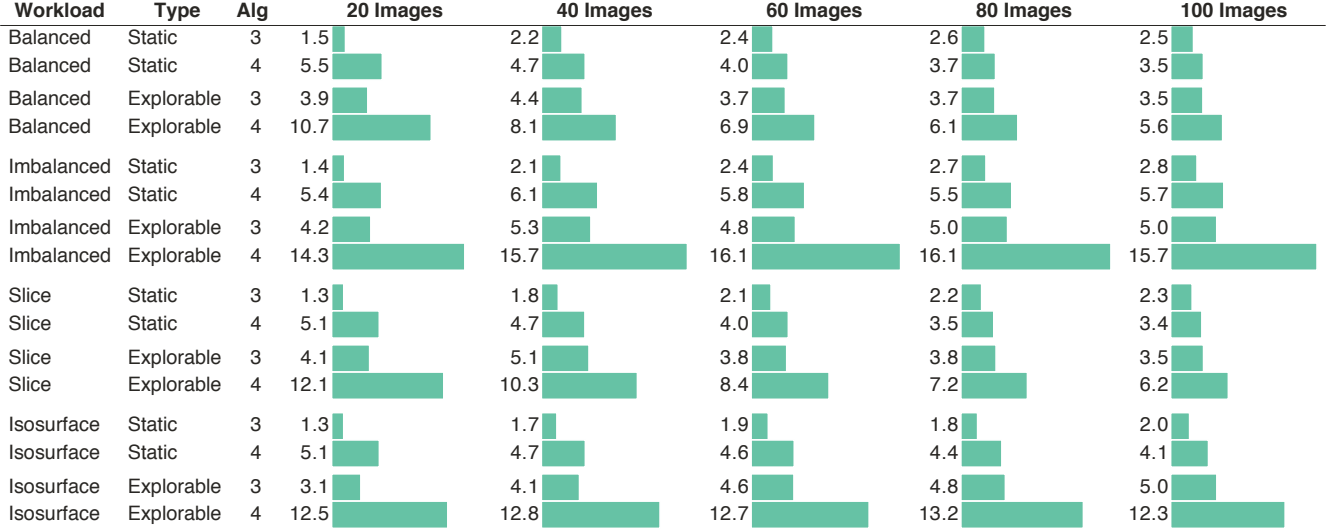 Workload Type Alg 20 Images 40 Images 60 Images 80 Images 100 Images
Balanced Static 3 1.5 2.2 2.4 2.6 2.5
Balanced Static 4 5.5 4.7 4.0 3.7 3.5
Balanced Explorable 3 3.9 4.4 3.7 3.7 3.5
Balanced Explorable 4 10.7 8.1 6.9 6.1 5.6
Imbalanced Static 3 1.4 2.1 2.4 2.7 2.8
Imbalanced Static 4 5.4 6.1 5.8 5.5 5.7
Imbalanced Explorable 3 4.2 5.3 4.8 5.0 5.0
Imbalanced Explorable 4 14.3 15.7 16.1 16.1 15.7
Slice Static 3 1.3 1.8 2.1 2.2 2.3
Slice Static 4 5.1 4.7 4.0 3.5 3.4
Slice Explorable 3 4.1 5.1 3.8 3.8 3.5
Slice Explorable 4 12.1 10.3 8.4 7.2 6.2
Isosurface Static 3 1.3 1.7 1.9 1.8 2.0
Isosurface Static 4 5.1 4.7 4.6 4.4 4.1
Isosurface Explorable 3 3.1 4.1 4.6 4.8 5.0
Isosurface Explorable 4 12.5 12.8 12.7 13.2 12.3